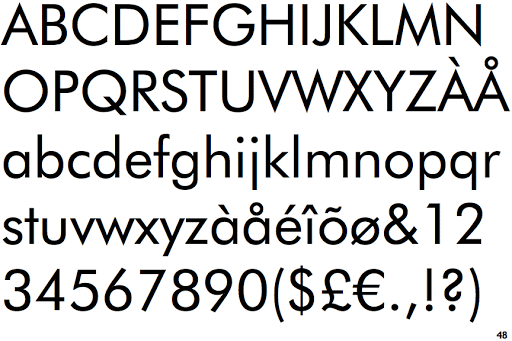 ABCDEFGHIJKLMN
OPQRSTUVWXYZÀÅ
abcdefghijklmnopqr
stuvwxyzàåéîõø&12
34567890($£€.,!?)
48